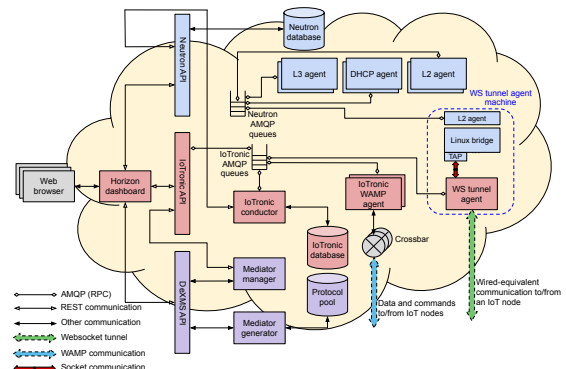 Neutron
database
Neutron API
L3 agent
DHCP agent
L2 agent
WS tunnel agent
machine
Neutron
AMQP
queues
L2 agent
Linux bridge
TAP
IoTronic
AMQP
queues
Web
browser
Horizon
dashboard
IoTronic API
IoTronic
conductor
IoTronic
WAMP
agent
WS tunnel
agent
IoTronic
database
Crossbar
Mediator
manager
Protocol
pool
DeXMS API
Mediator
generator
Data and commands
to/from IoT nodes
Wired-equivalent
communication to/from
an IoT node
AMQP (RPC)
REST communication
Other communication
Websocket tunnel
WAMP communication
Socket communication